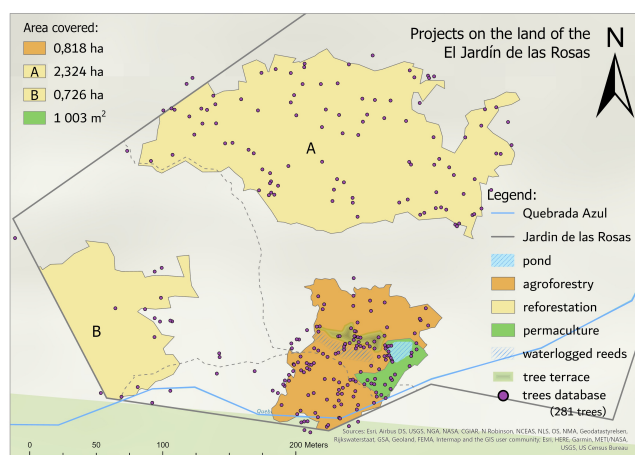 Area covered:
0,818 ha
A 2,324 ha
B 0,726 ha
1 003 m²
Projects on the land of the
El Jardín de las Rosas
N
A
B
Legend:
Quebrada Azul
Jardin de las Rosas
pond
agroforestry
reforestation
permaculture
waterlogged reeds
tree terrace
trees database
(281 trees)
0 50 100 200 Meters
Sources: Esri, Airbus DS, USGS, NGA, NASA, CGIAR, N Robinson, NCEAS, NLS, OS, NMA, Geodatastyrelsen,
Rijkswaterstaat, GSA, Geoland, FEMA, Intermap and the GIS user community; Esri, HERE, Garmin, METI/NASA,
USGS, US Census Bureau